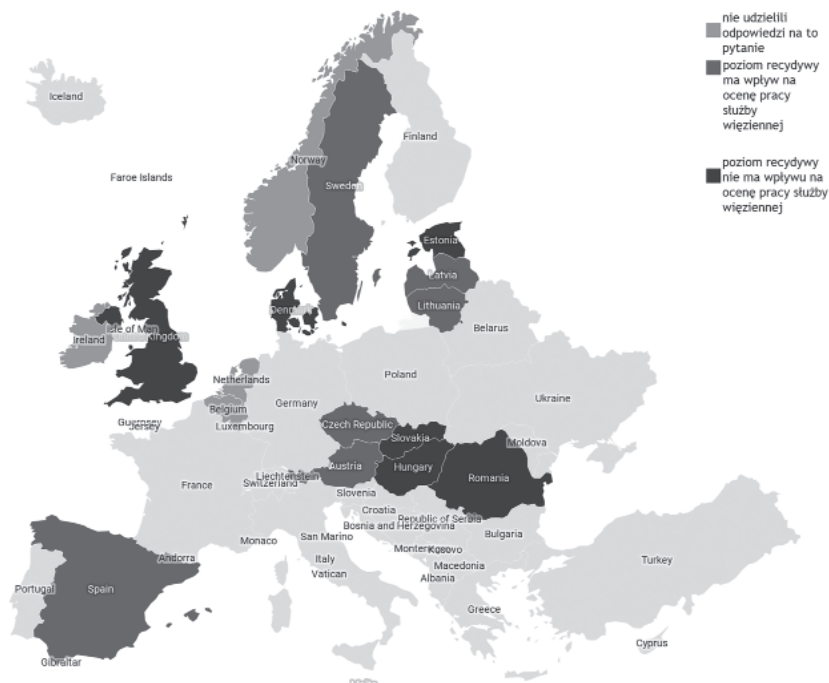 nie udzielili
odpowiedzi na to
pytanie
poziom recydywy
ma wpływ na
ocenę pracy
służby
więziennej
poziom recydywy
nie ma wpływu na
ocenę pracy służby
więziennej
Iceland
Finland
Norway
Faroe Islands
Sweden
Estonia
Latvia
Lithuania
Belarus
Isle of Man
Kingdom
Ireland
Netherlands
Poland
Germany
Belgium
Ukraine
Guernsey
Jersey
Luxembourg
Czech Republic
Slovakia
Moldova
Austria
Hungary
Liechtenstein
Switzerland
Romania
France
Slovenia
Croatia
Republic of Serbia
Bosnia and Herzegovina
Bulgaria
San Marino
Monaco
Kosovo
Andorra
Italy
Macedonia
Turkey
Vatican
Albania
Portugal
Spain
Greece
Cyprus
Gibraltar